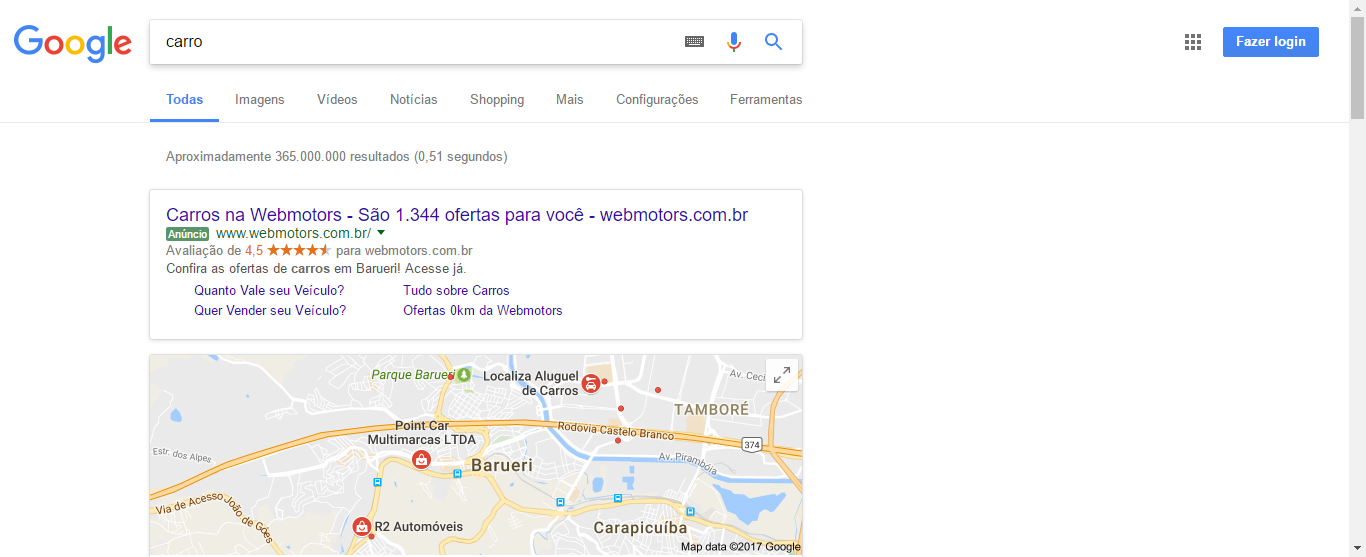 Google
carro
Fazer login
Todas Imagens Vídeos Notícias Shopping Mais Configurações Ferramentas
Aproximadamente 365.000.000 resultados (0,51 segundos)
Carros na Webmotors - São 1.344 ofertas para você - webmotors.com.br
Anúncio www.webmotors.com.br/
Avaliação de 4,5 para webmotors.com.br
Confira as ofertas de carros em Barueri! Acesse já.
Quanto Vale seu Veículo? Tudo sobre Carros
Quer Vender seu Veículo? Ofertas 0km da Webmotors
Parque Barueri
Localiza Aluguel
de Carros
Av. Ceci
TAMBORÉ
Point Car
Multimarcas LTDA
Rodovia Castelo Branco
374
Estr. dos Alpes
Barueri
Av. Pirambóia
Via de Acesso João de Góes
R2 Automóveis
Carapicuíba
Map data ©2017 Google